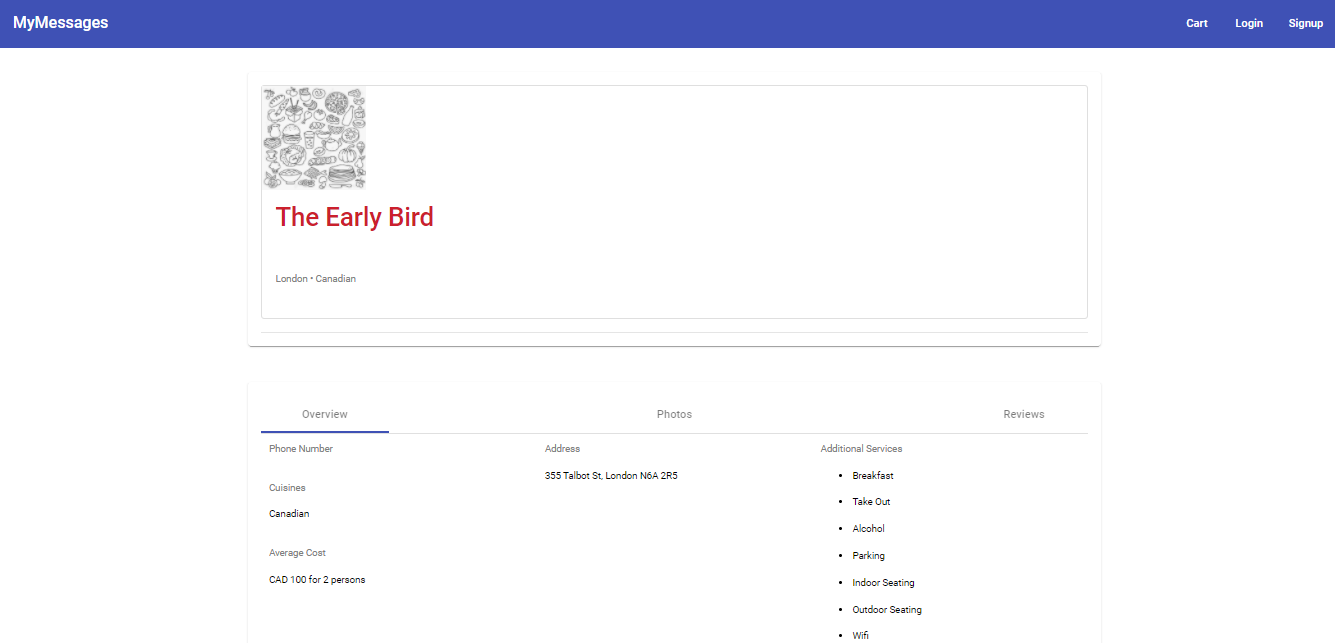 MyMessages
Cart Login Signup
The Early Bird
London • Canadian
Overview Photos Reviews
Phone Number
Cuisines
Canadian
Average Cost
CAD 100 for 2 persons
Address
355 Talbot St, London N6A 2R5
Additional Services
• Breakfast
• Take Out
• Alcohol
• Parking
• Indoor Seating
• Outdoor Seating
• Wifi